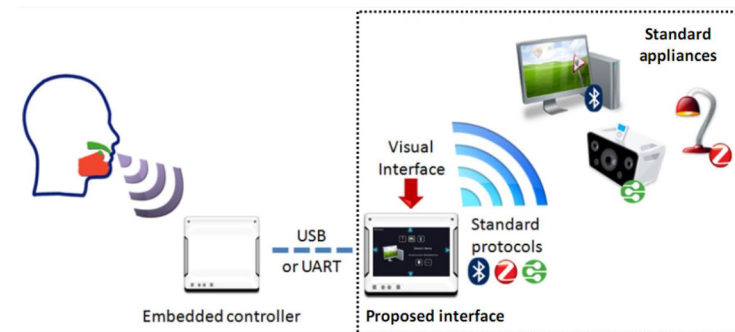 Standard
appliances
Visual
Interface
USB
or UART
Standard
protocols
Embedded controller
Proposed interface